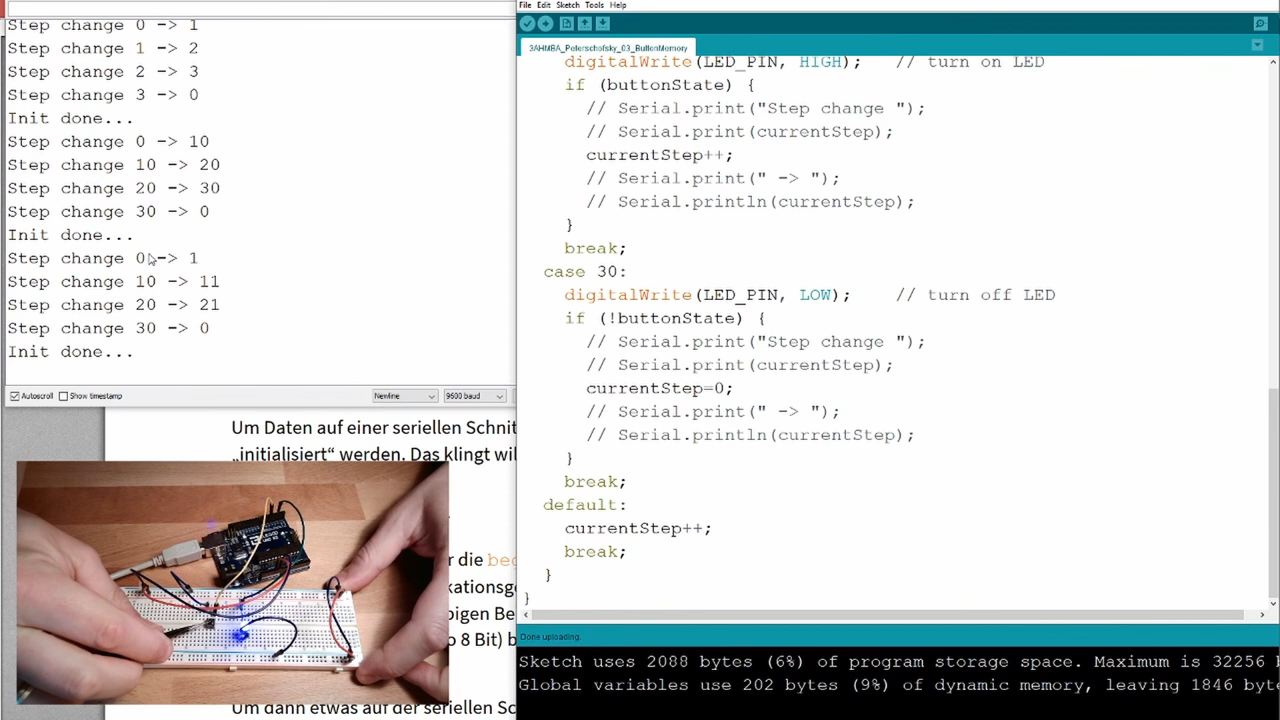 Step change 0 -> 1
Step change 1 -> 2
Step change 2 -> 3
Step change 3 -> 0
Init done...
Step change 0 -> 10
Step change 10 -> 20
Step change 20 -> 30
Step change 30 -> 0
Init done...
Step change 0 -> 1
Step change 10 -> 11
Step change 20 -> 21
Step change 30 -> 0
Init done...
Autoscroll Show timestamp Newline 9600 baud
Um Daten auf einer seriellen Schnit
„initialisiert“ werden. Das klingt wil
r die beg
kationsge
bigen Be
o 8 Bit) b
Um dann etwas auf der seriellen S
File Edit Sketch Tools Help
3AHMBA_Peterschofsky_03_ButtonMemory
digitalWrite(LED_PIN, HIGH); // turn on LED
if (buttonState) {
// Serial.print("Step change ");
// Serial.print(currentStep);
currentStep++;
// Serial.print(" -> ");
// Serial.println(currentStep);
}
break;
case 30:
digitalWrite(LED_PIN, LOW); // turn off LED
if (!buttonState) {
// Serial.print("Step change ");
// Serial.print(currentStep);
currentStep=0;
// Serial.print(" -> ");
// Serial.println(currentStep);
}
break;
default:
currentStep++;
break;
}
}
Done uploading.
Sketch uses 2088 bytes (6%) of program storage space. Maximum is 32256
Global variables use 202 bytes (9%) of dynamic memory, leaving 1846 byte